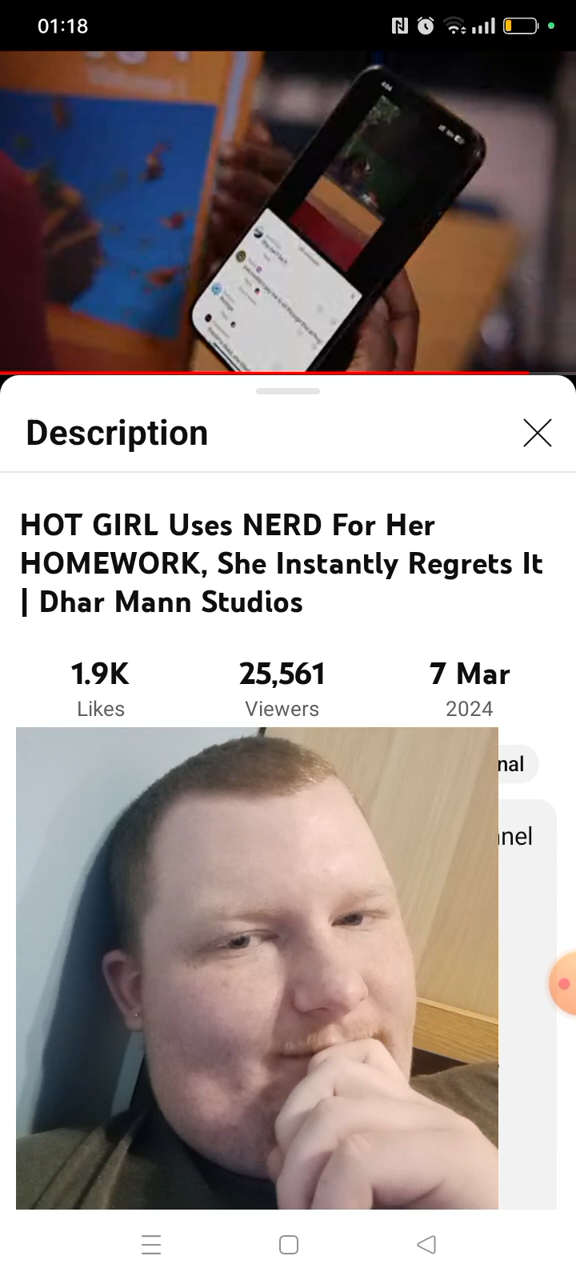 01:18
Description
HOT GIRL Uses NERD For Her
HOMEWORK, She Instantly Regrets It
| Dhar Mann Studios
1.9K
25,561
7 Mar
Likes
Viewers
2024
nal
nnel